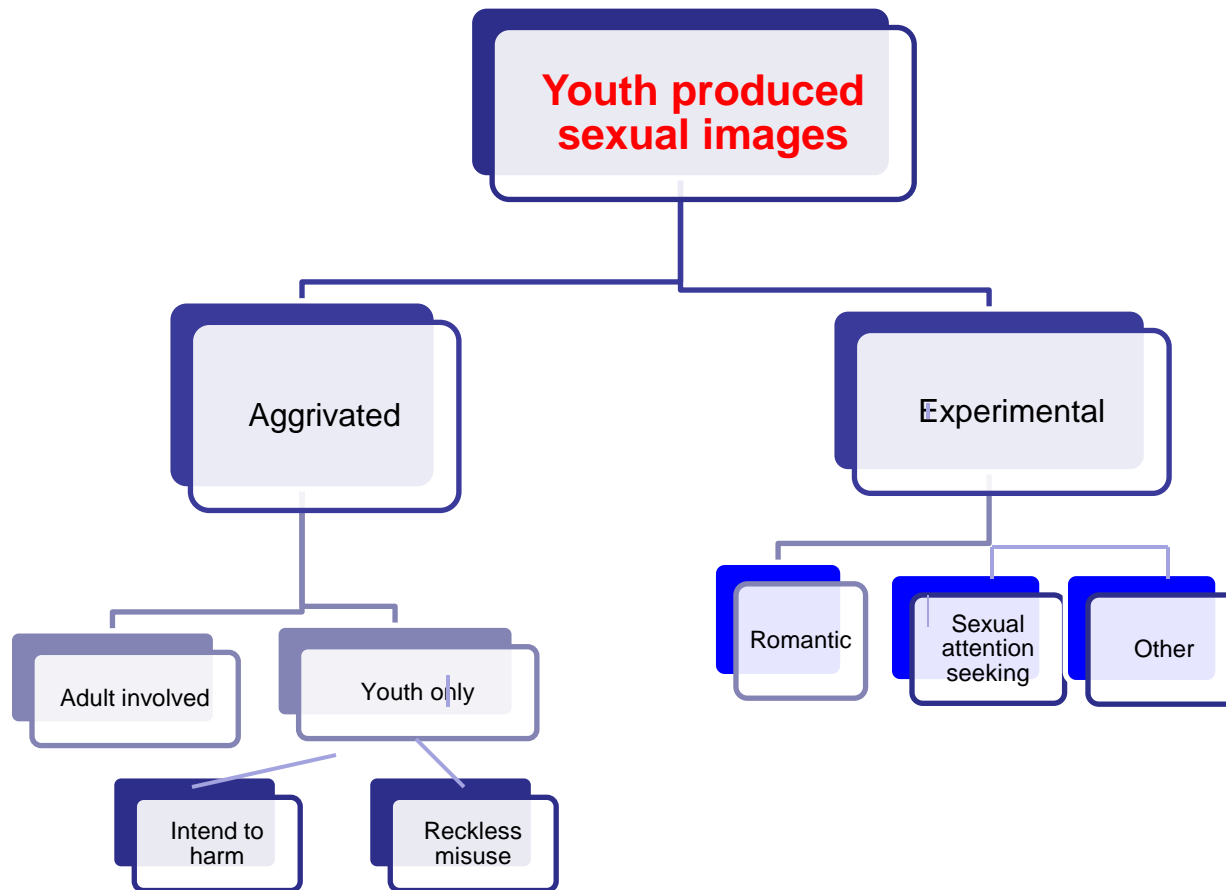 Youth produced
sexual images
Aggrivated
Experimental
Romantic
Sexual
attention
seeking
Other
Adult involved
Youth only
Intend to
harm
Reckless
misuse